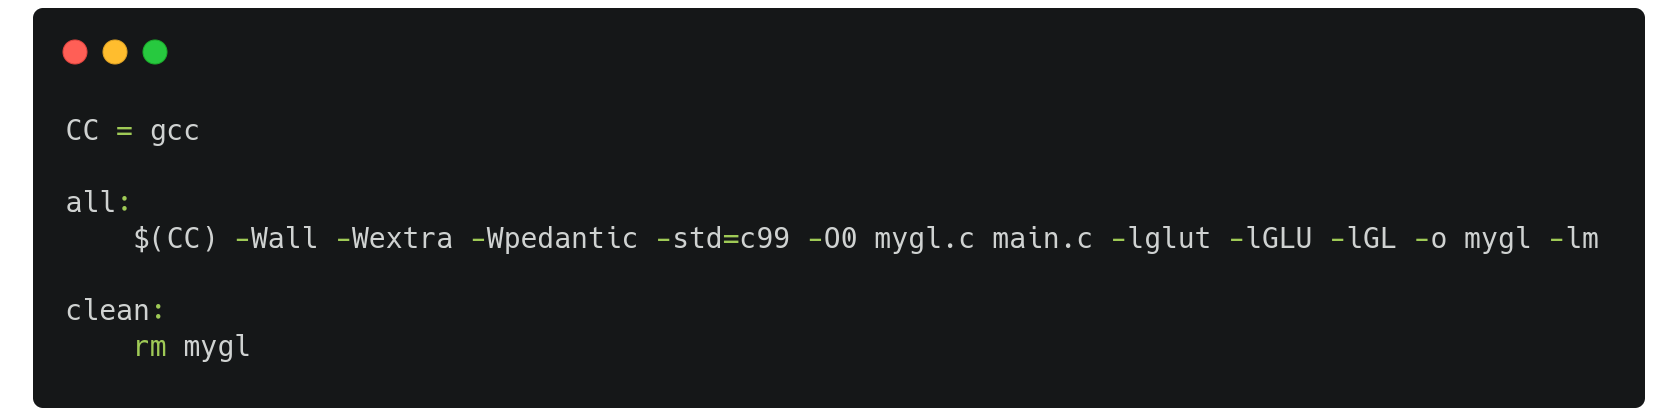 CC = gcc
all:
$(CC) -Wall -Wextra -Wpedantic -std=c99 -O0 mygl.c main.c -lglut -lGLU -lGL -o mygl -lm
clean:
rm mygl